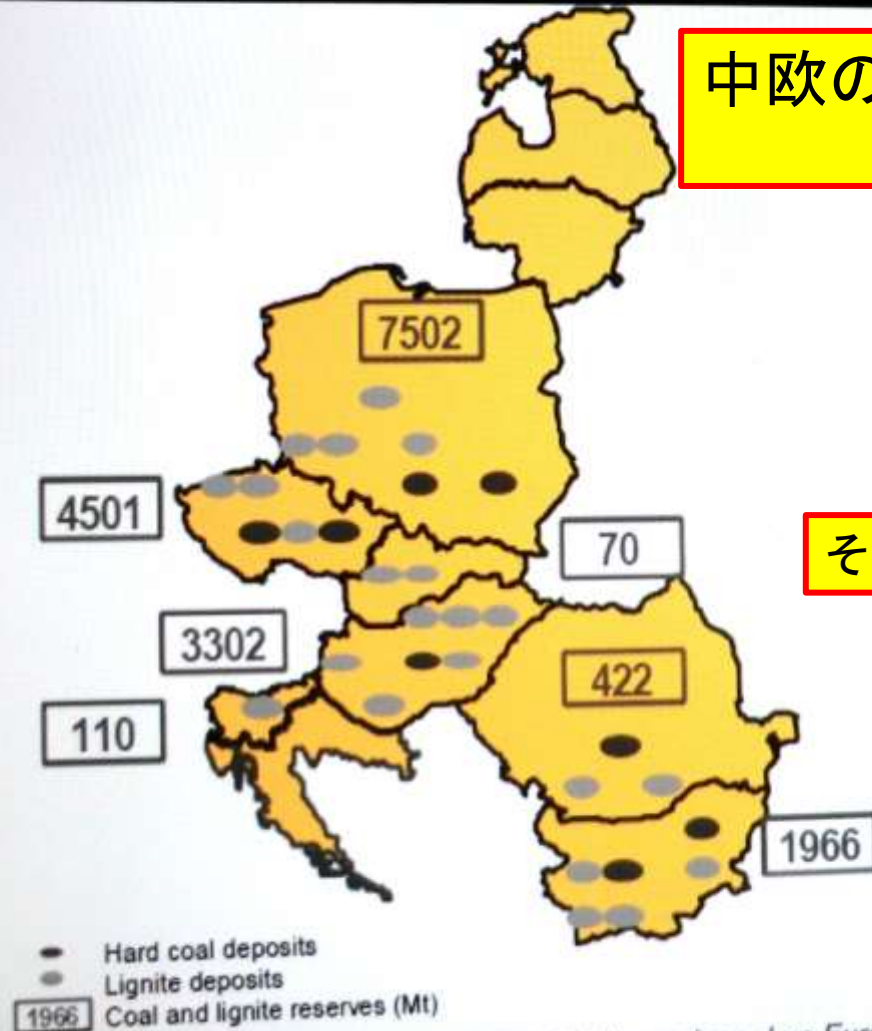 中欧の
7502
4501
70
そ
3302
422
110
1966
Hard coal deposits
Lignite deposits
1966 Coal and lignite reserves (Mt)